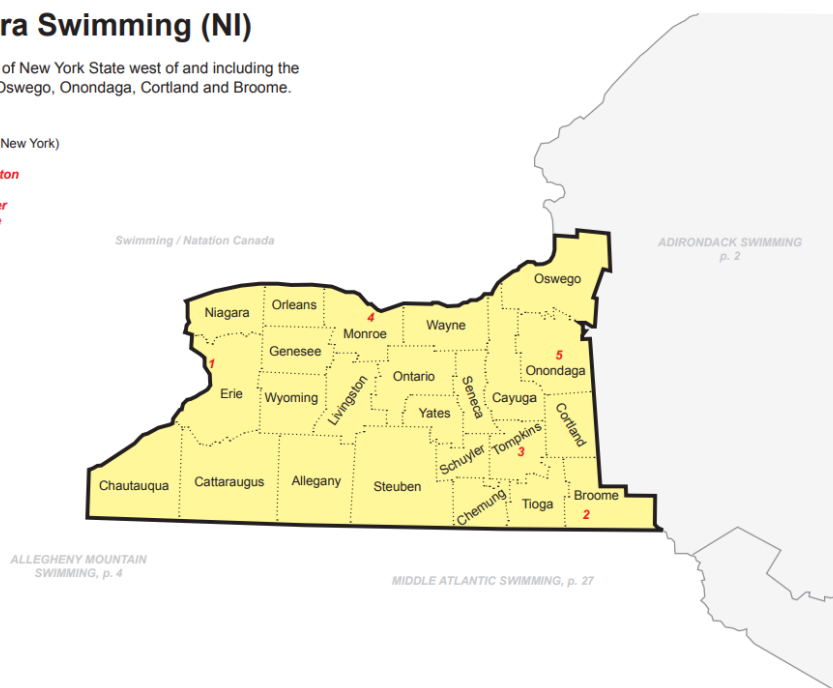 ra Swimming (NI)
of New York State west of and including the
Oswego, Onondaga, Cortland and Broome.
New York)
ton
er
Swimming / Natation Canada
ADIRONDACK SWIMMING
p. 2
Oswego
Niagara
Orleans
4
Monroe
Wayne
1
Genesee
5
Onondaga
Erie
Wyoming
Livingston
Ontario
Seneca
Cayuga
Yates
Cortland
Tompkins
3
Schuyler
Chautauqua
Cattaraugus
Allegany
Steuben
Chemung
Tioga
Broome
2
ALLEGHENY MOUNTAIN
SWIMMING, p. 4
MIDDLE ATLANTIC SWIMMING, p. 27